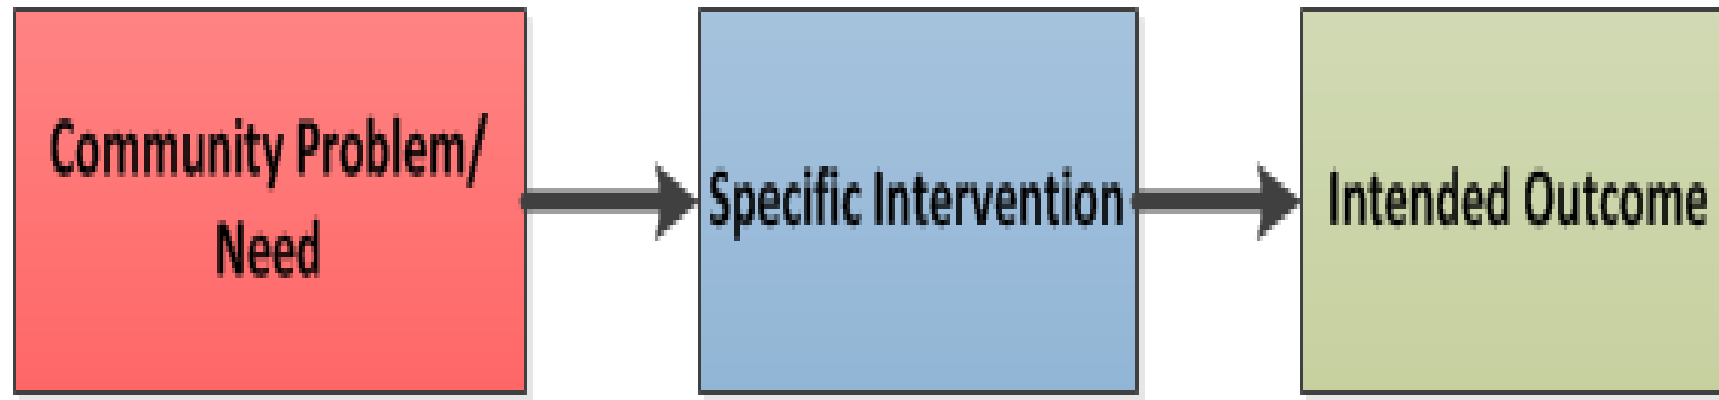 Community Problem/
Need
Specific Intervention
Intended Outcome